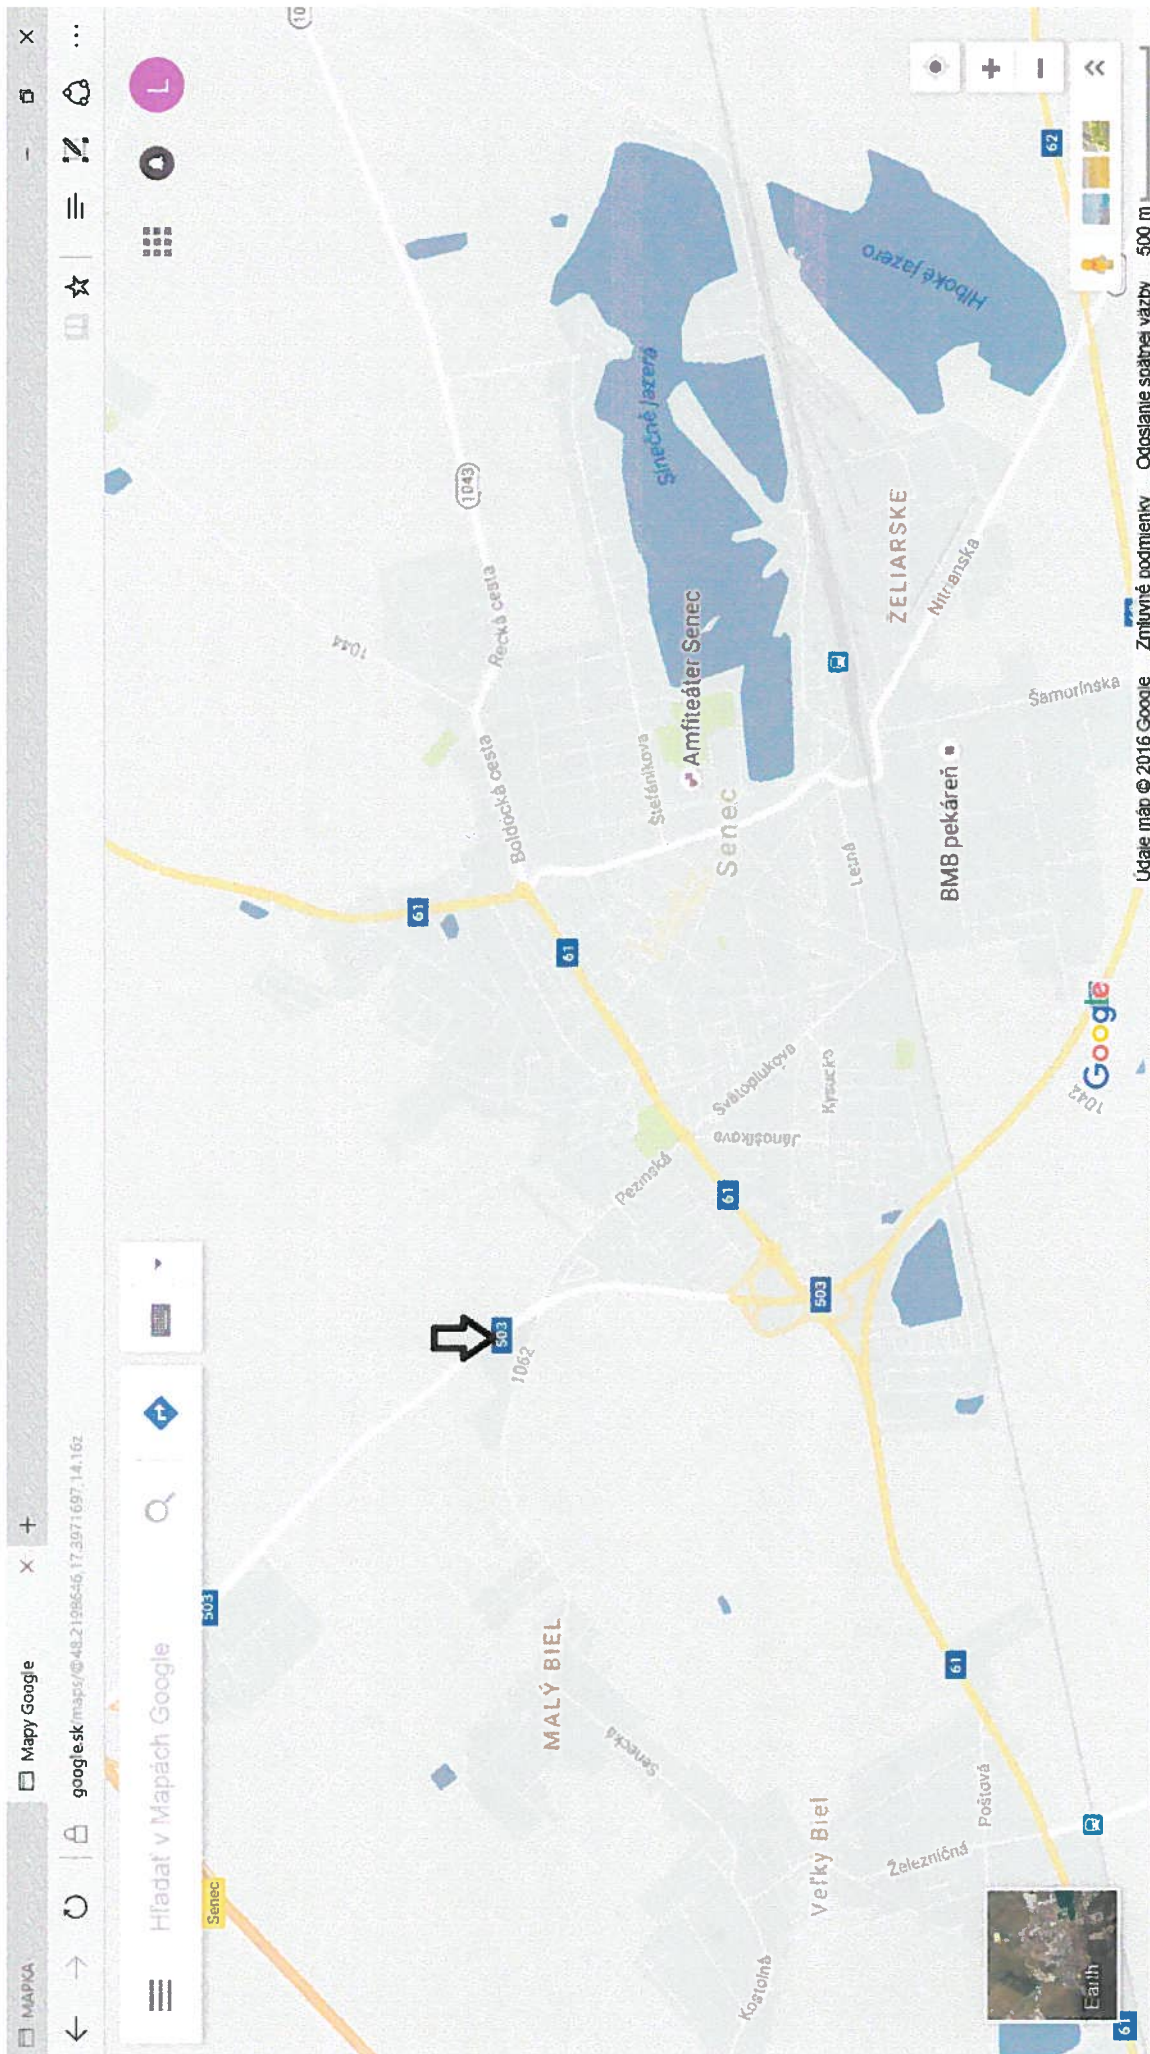 MAPKA
Mapy Google
google.sk/maps/@48.2198646,17.3971697,14.16z
L
Hľadať v Mapách Google
Senec
503
503
1062
503
61
61
61
61
61
62
10
1043
1044
Recká cesta
Boldocká cesta
Štefánikova
Slnečné jazerá
Amfiteáter Senec
Senec
Hlboké jazero
ŽELIARSKE
Nitrianska
Šamorínska
BMB pekáreň
Letná
Svätoplukova
Kysucká
Jánošíkova
Pezinská
1042
MALÝ BIEL
Senecká
Veľký Biel
Poštová
Železničná
Kostolná
Earth
Google
Údaje máp © 2016 Google Zmluvné podmienky Odoslanie spätnej väzby 500 m